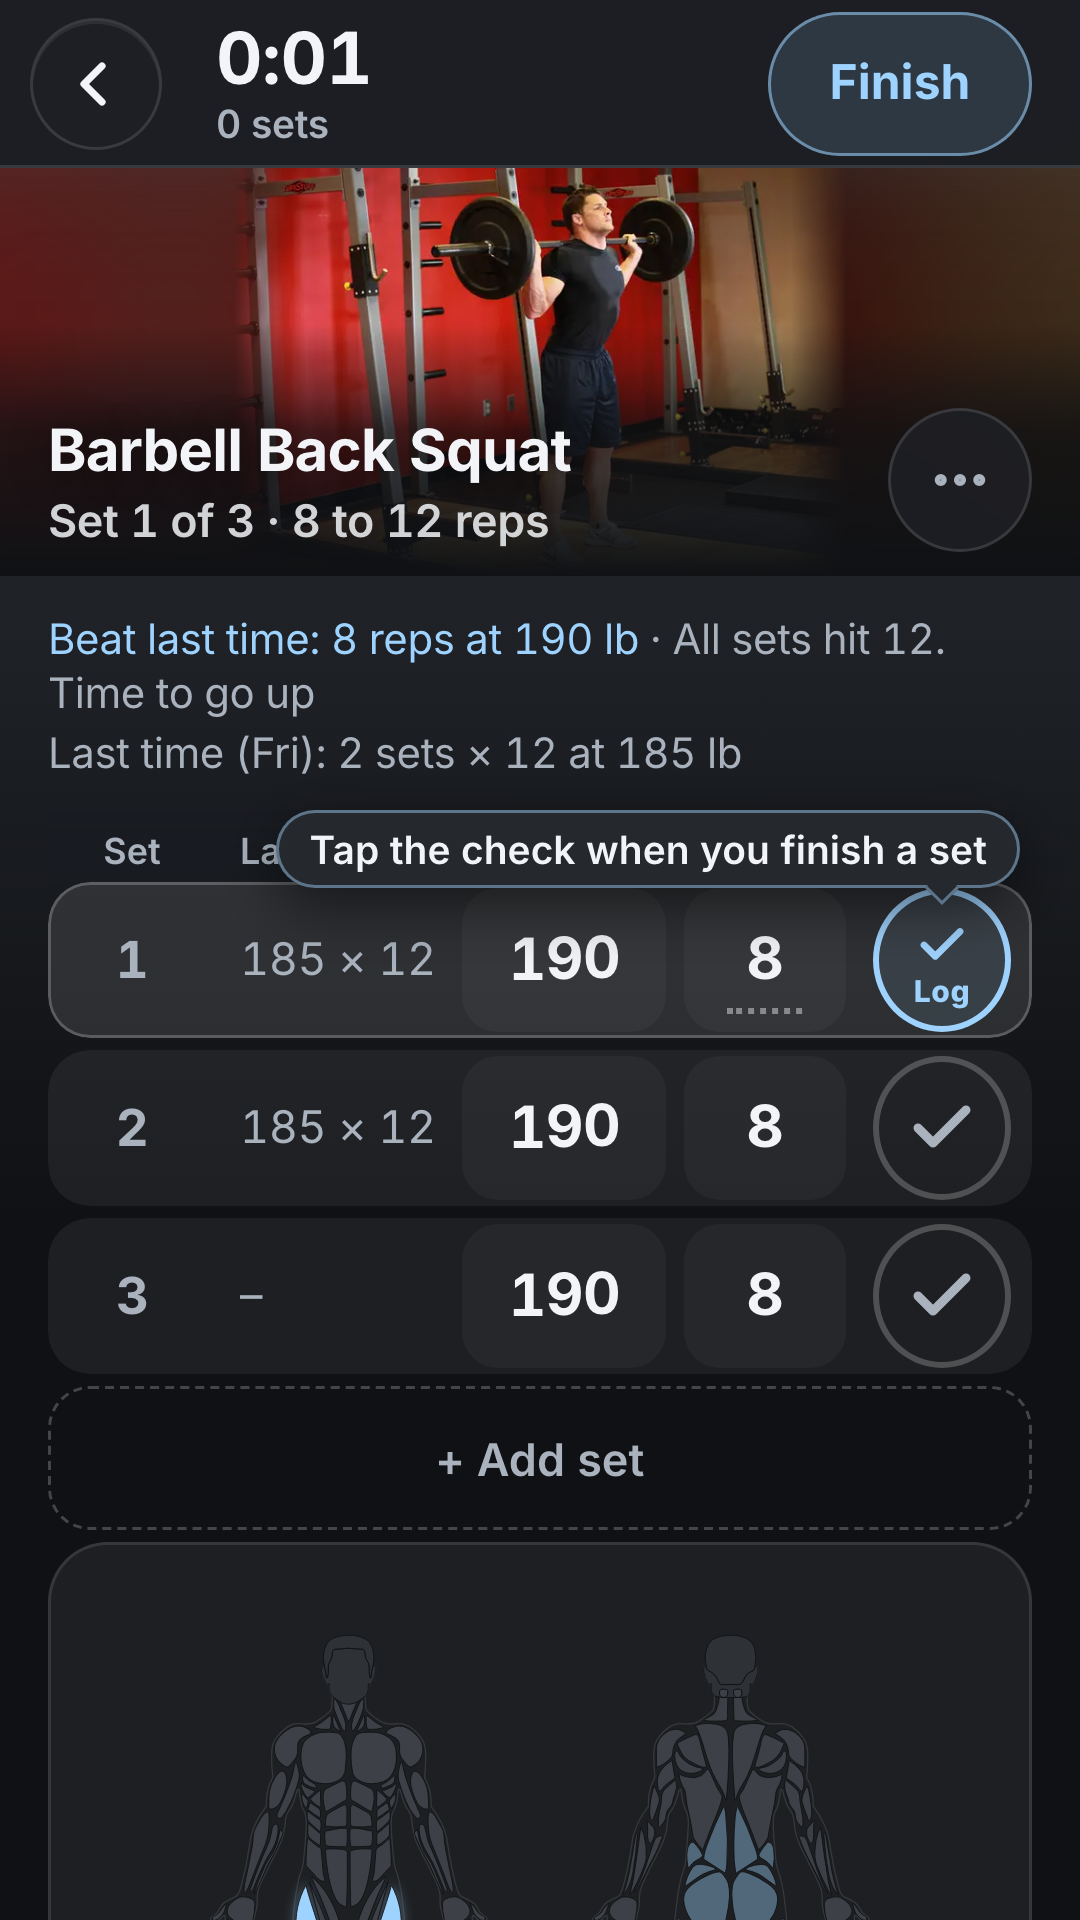 0:01
0 sets
Finish
Barbell Back Squat
Set 1 of 3 · 8 to 12 reps
Beat last time: 8 reps at 190 lb · All sets hit 12.
Time to go up
Last time (Fri): 2 sets × 12 at 185 lb
Set La
Tap the check when you finish a set
1 185 × 12 190 8 Log
2 185 × 12 190 8
3 – 190 8
+ Add set